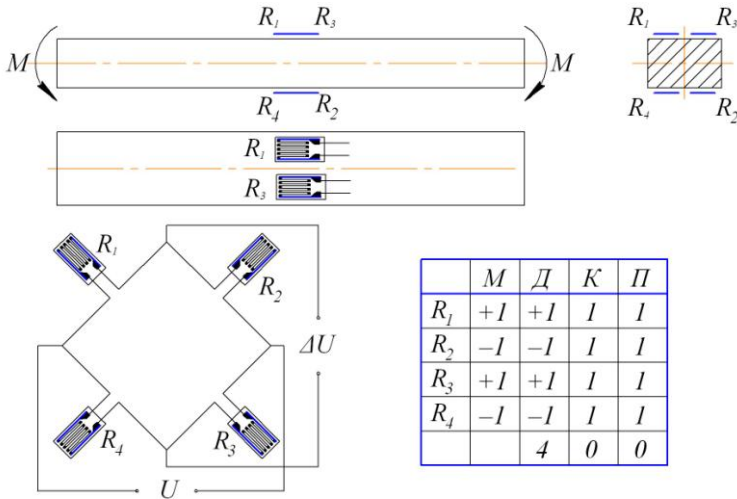 R₁ R₃
M M
R₄ R₂
R₁ R₃
R₄ R₂
R₁
R₃
R₁ R₂
ΔU
R₄ R₃
U
М Д К П
R₁ +1 +1 1 1
R₂ –1 –1 1 1
R₃ +1 +1 1 1
R₄ –1 –1 1 1
4 0 0